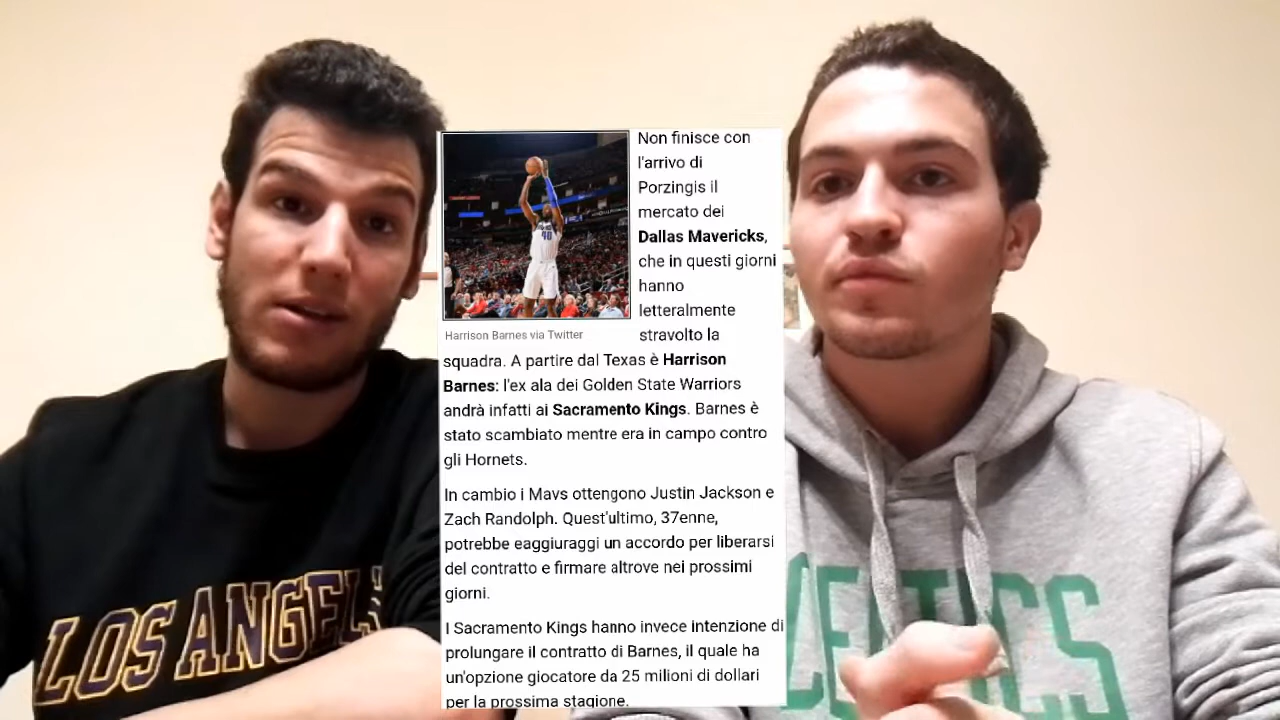 Non finisce con
l'arrivo di
Porzingis il
mercato dei
Dallas Mavericks,
che in questi giorni
hanno
letteralmente
stravolto la
Harrison Barnes via Twitter
squadra. A partire dal Texas è Harrison
Barnes: l'ex ala dei Golden State Warriors
andrà infatti ai Sacramento Kings. Barnes è
stato scambiato mentre era in campo contro
gli Hornets.
In cambio i Mavs ottengono Justin Jackson e
Zach Randolph. Quest'ultimo, 37enne,
potrebbe eaggiuraggi un accordo per liberarsi
del contratto e firmare altrove nei prossimi
giorni.
I Sacramento Kings hanno invece intenzione di
prolungare il contratto di Barnes, il quale ha
un'opzione giocatore da 25 milioni di dollari
per la prossima stagione.
LOS ANGEL
CELTICS
40